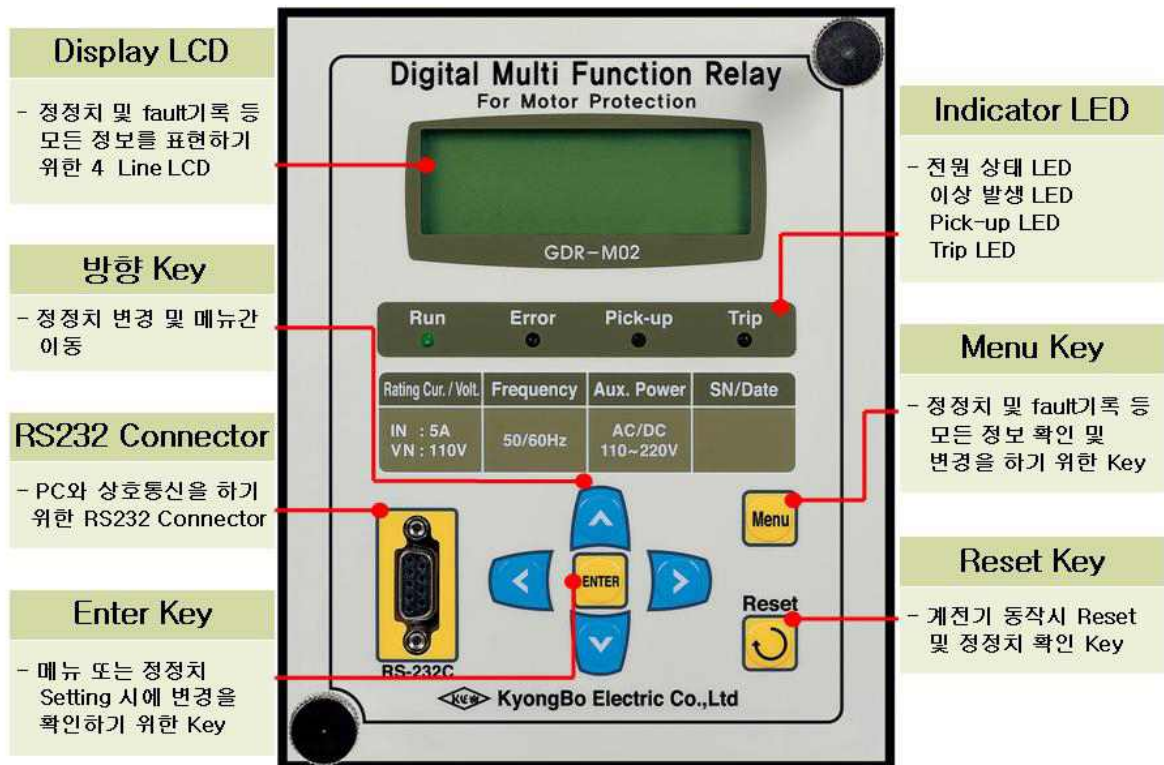 Display LCD
- 정정치 및 fault기록 등
모든 정보를 표현하기
위한 4 Line LCD
방향 Key
- 정정치 변경 및 메뉴간
이동
RS232 Connector
- PC와 상호통신을 하기
위한 RS232 Connector
Enter Key
- 메뉴 또는 정정치
Setting 시에 변경을
확인하기 위한 Key
Digital Multi Function Relay
For Motor Protection
GDR-M02
Run Error Pick-up Trip
Rating Cur. / Volt. Frequency Aux. Power SN/Date
IN : 5A
VN : 110V
50/60Hz
AC/DC
110~220V
Menu
ENTER
Reset
RS-232C
KEW KyongBo Electric Co.,Ltd
Indicator LED
- 전원 상태 LED
이상 발생 LED
Pick-up LED
Trip LED
Menu Key
- 정정치 및 fault기록 등
모든 정보 확인 및
변경을 하기 위한 Key
Reset Key
- 계전기 동작시 Reset
및 정정치 확인 Key